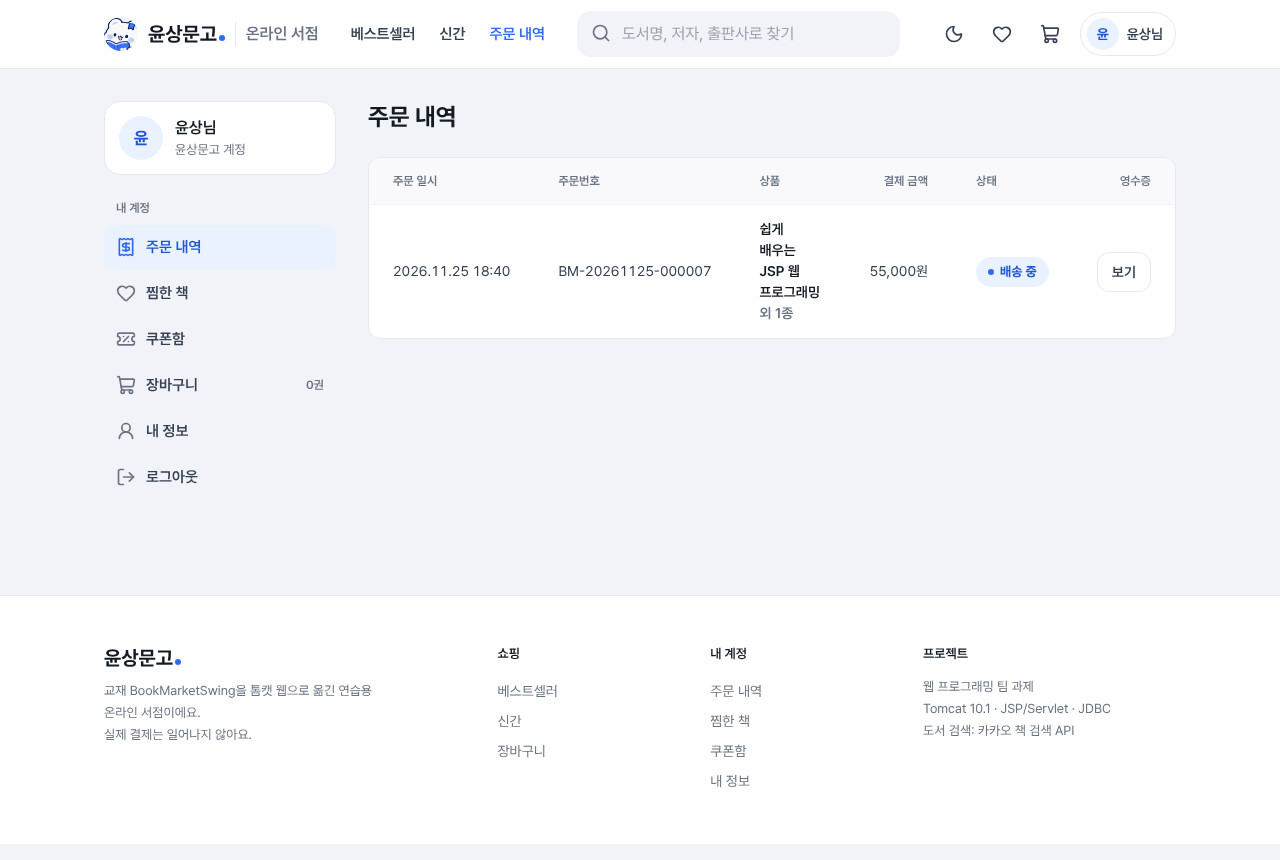 윤상문고 온라인 서점 베스트셀러 신간 주문 내역 도서명, 저자, 출판사로 찾기 윤 윤상님
윤 윤상님
윤상문고 계정
내 계정
주문 내역
찜한 책
쿠폰함
장바구니 0권
내 정보
로그아웃
주문 내역
주문 일시 주문번호 상품 결제 금액 상태 영수증
2026.11.25 18:40 BM-20261125-000007
쉽게
배우는
JSP 웹
프로그래밍
외 1종
55,000원 배송 중 보기
윤상문고
교재 BookMarketSwing을 톰캣 웹으로 옮긴 연습용
온라인 서점이에요.
실제 결제는 일어나지 않아요.
쇼핑
베스트셀러
신간
장바구니
내 계정
주문 내역
찜한 책
쿠폰함
내 정보
프로젝트
웹 프로그래밍 팀 과제
Tomcat 10.1 · JSP/Servlet · JDBC
도서 검색: 카카오 책 검색 API